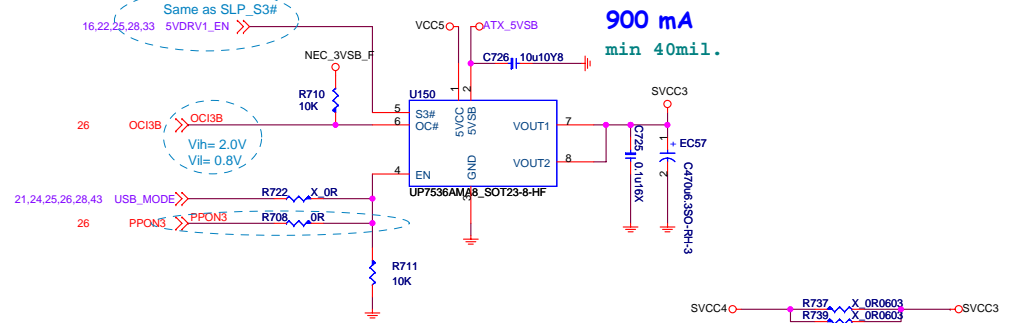 Same as SLP_S3#
16,22,25,28,33 5VDRV1_EN
VCC5
ATX_5VSB
900 mA
min 40mil.
C726 10u10Y8
NEC_3VSB_F
R710
10K
U150
1
2
5VCC
5VSB
SVCC3
26 OCI3B OCI3B
5 S3#
6 OC#
VOUT1 7
VOUT2 8
Vih= 2.0V
Vil= 0.8V
C725
0.1u16X
1
+ EC57
2
C470u6.3SO-RH-3
4 EN
GND
3
UP7536AMA8_SOT23-8-HF
21,24,25,26,28,43 USB_MODE
R722 X_0R
26 PPON3 PPON3
R708 0R
R711
10K
SVCC4
R737 X_0R0603
R739 X_0R0603
SVCC3